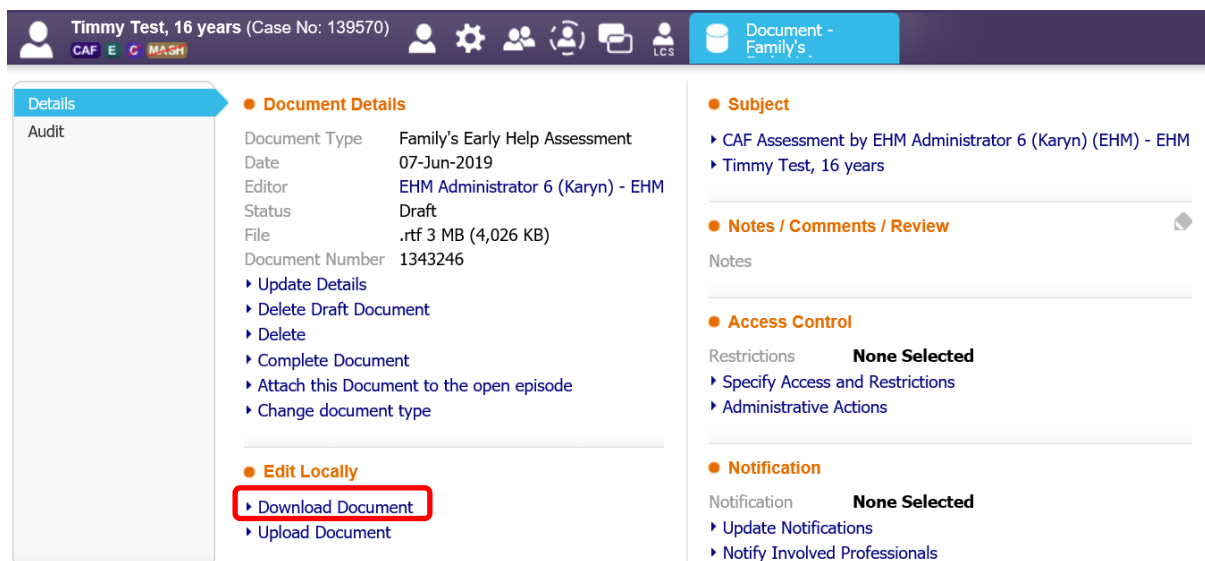 Timmy Test, 16 years (Case No: 139570)
CAF E C MASH
LCS
Document -
Family's
Details
Audit
Document Details
Document Type Family's Early Help Assessment
Date 07-Jun-2019
Editor EHM Administrator 6 (Karyn) - EHM
Status Draft
File .rtf 3 MB (4,026 KB)
Document Number 1343246
Update Details
Delete Draft Document
Delete
Complete Document
Attach this Document to the open episode
Change document type
Edit Locally
Download Document
Upload Document
Subject
CAF Assessment by EHM Administrator 6 (Karyn) (EHM) - EHM
Timmy Test, 16 years
Notes / Comments / Review
Notes
Access Control
Restrictions None Selected
Specify Access and Restrictions
Administrative Actions
Notification
Notification None Selected
Update Notifications
Notify Involved Professionals